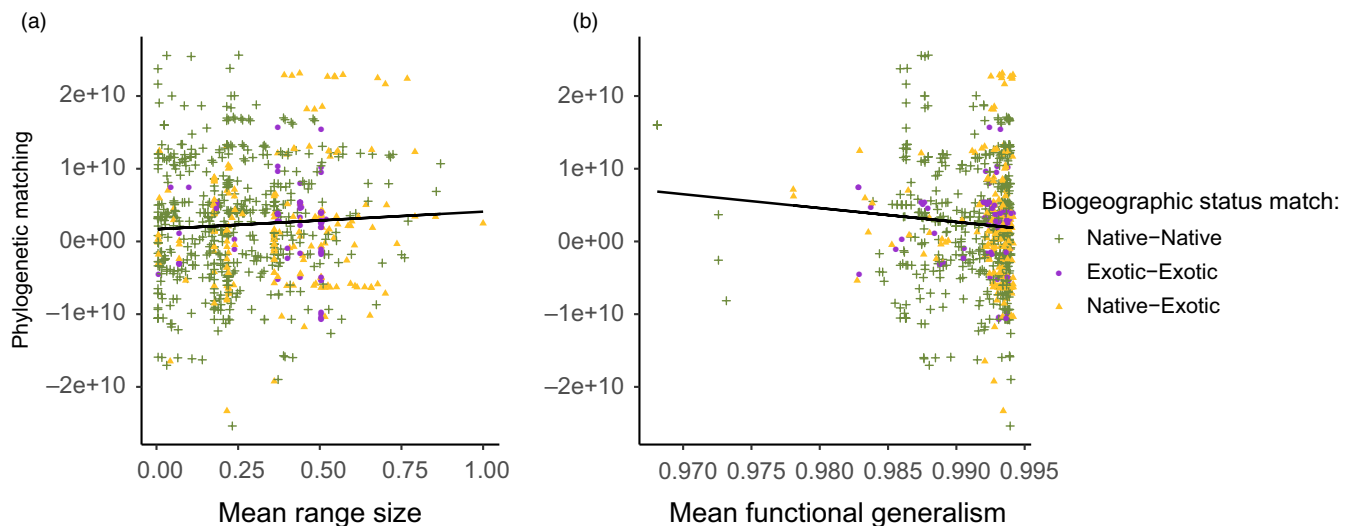 (a)
(b)
Phylogenetic matching
2e+10
1e+10
0e+00
−1e+10
−2e+10
0.00 0.25 0.50 0.75 1.00
Mean range size
2e+10
1e+10
0e+00
−1e+10
−2e+10
0.970 0.975 0.980 0.985 0.990 0.995
Mean functional generalism
Biogeographic status match:
Native−Native
Exotic−Exotic
Native−Exotic